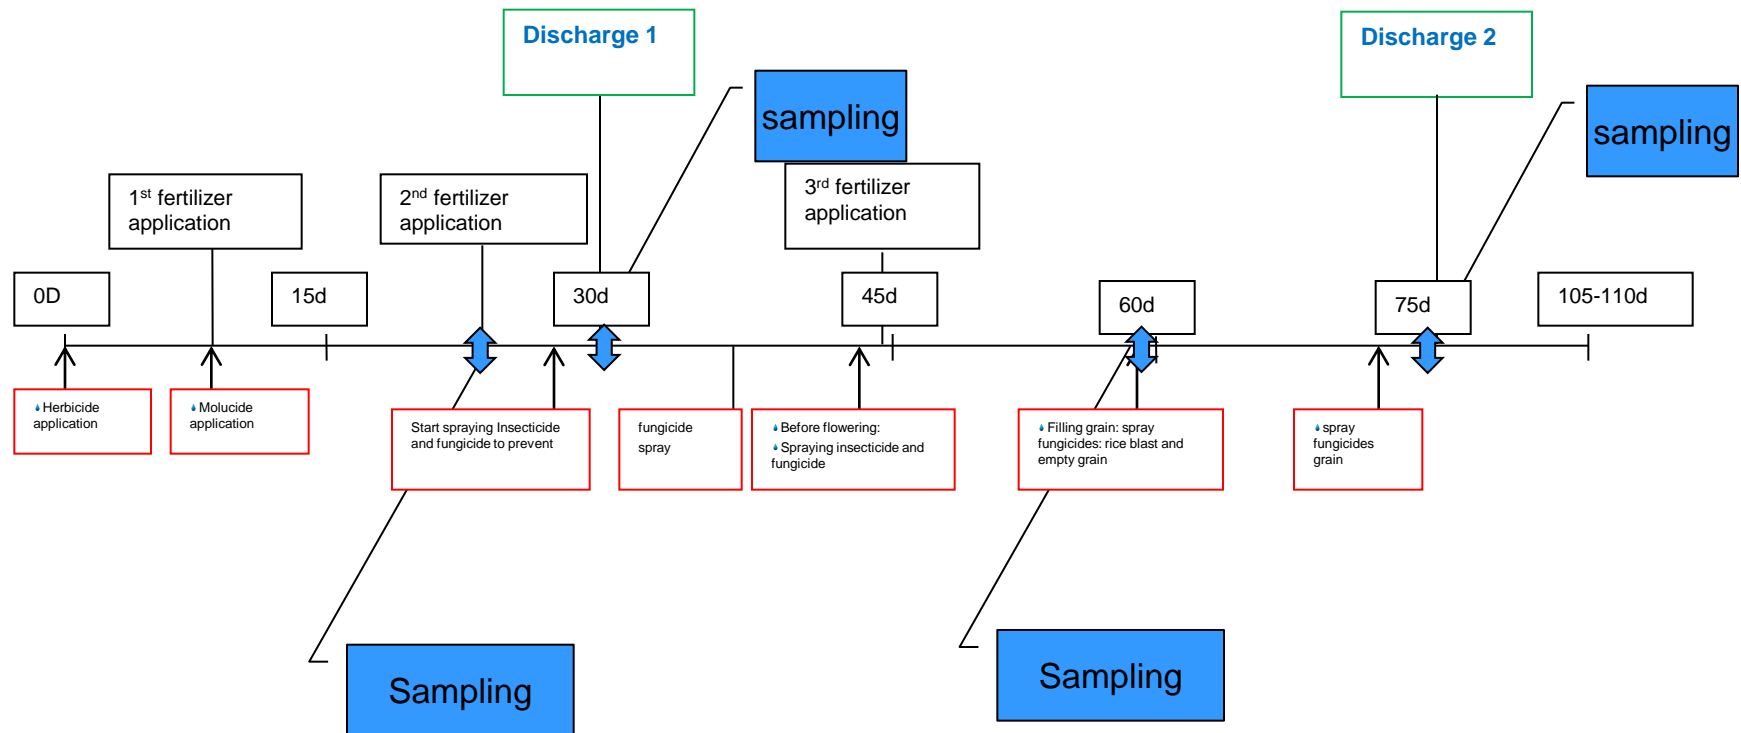 Discharge 1
Discharge 2
sampling
sampling
1st fertilizer
application
2nd fertilizer
application
3rd fertilizer
application
0D
15d
30d
45d
60d
75d
105-110d
Herbicide
application
Molucide
application
Start spraying Insecticide
and fungicide to prevent
fungicide
spray
Before flowering:
Spraying insecticide and
fungicide
Filling grain: spray
fungicides: rice blast and
empty grain
spray
fungicides
grain
Sampling
Sampling